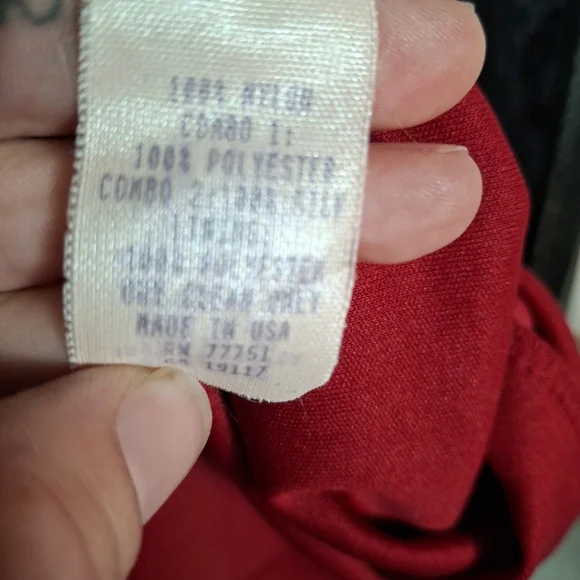 100% NYLON
COMBO 1:
100% POLYESTER
COMBO 2: 100% SILK
LINING:
100% POLYESTER
DRY CLEAN ONLY
MADE IN USA
RN 77751
19117